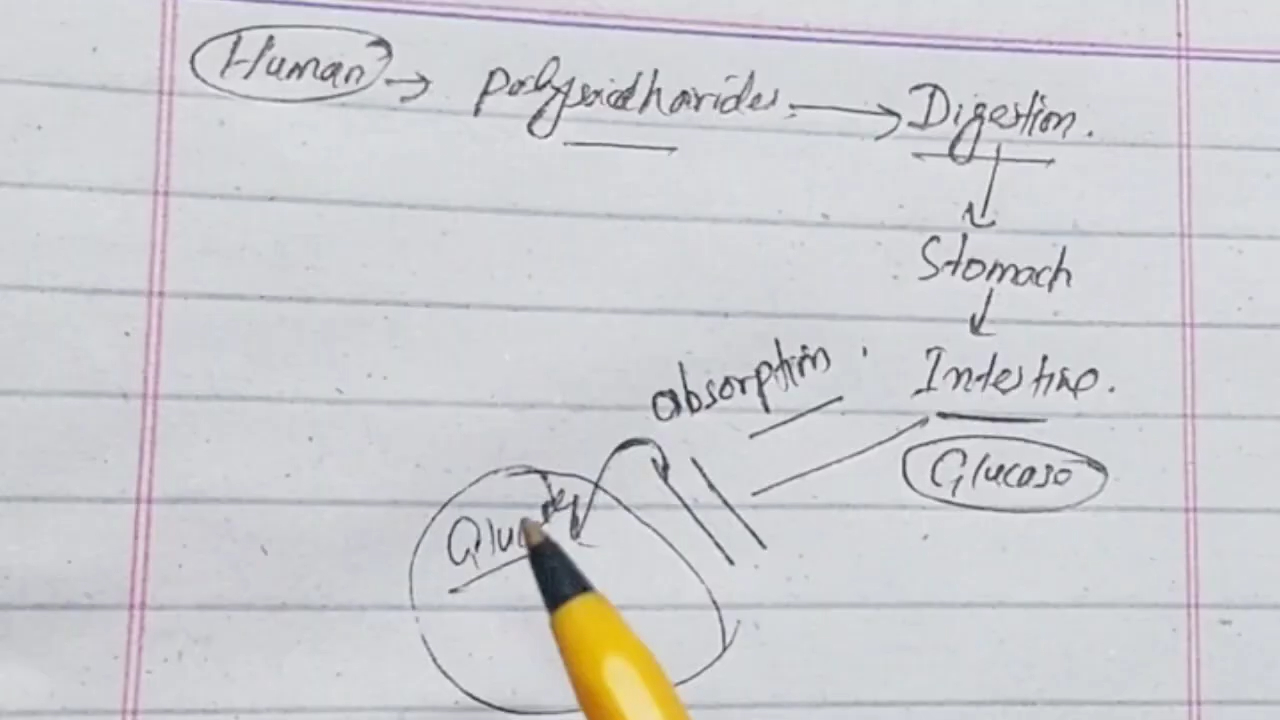 Human → polysaccharides → Digestion.
Stomach
absorption
Intestine.
Glucose